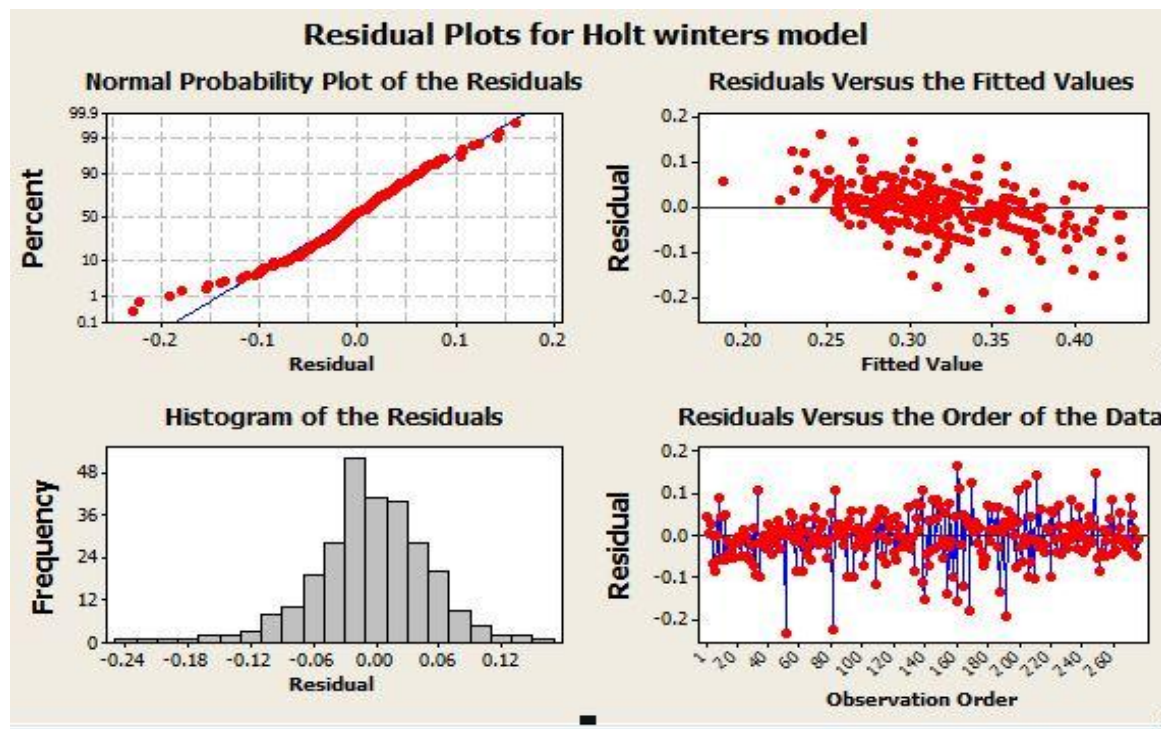 Residual Plots for Holt winters model
Normal Probability Plot of the Residuals
99.9
99
90
50
10
1
0.1
Percent
-0.2 -0.1 0.0 0.1 0.2
Residual
Residuals Versus the Fitted Values
0.2
0.1
0.0
-0.1
-0.2
Residual
0.20 0.25 0.30 0.35 0.40
Fitted Value
Histogram of the Residuals
48
36
24
12
0
Frequency
-0.24 -0.18 -0.12 -0.06 0.00 0.06 0.12
Residual
Residuals Versus the Order of the Data
0.2
0.1
0.0
-0.1
-0.2
Residual
1 20 40 60 80 100 120 140 160 180 200 220 240 260
Observation Order